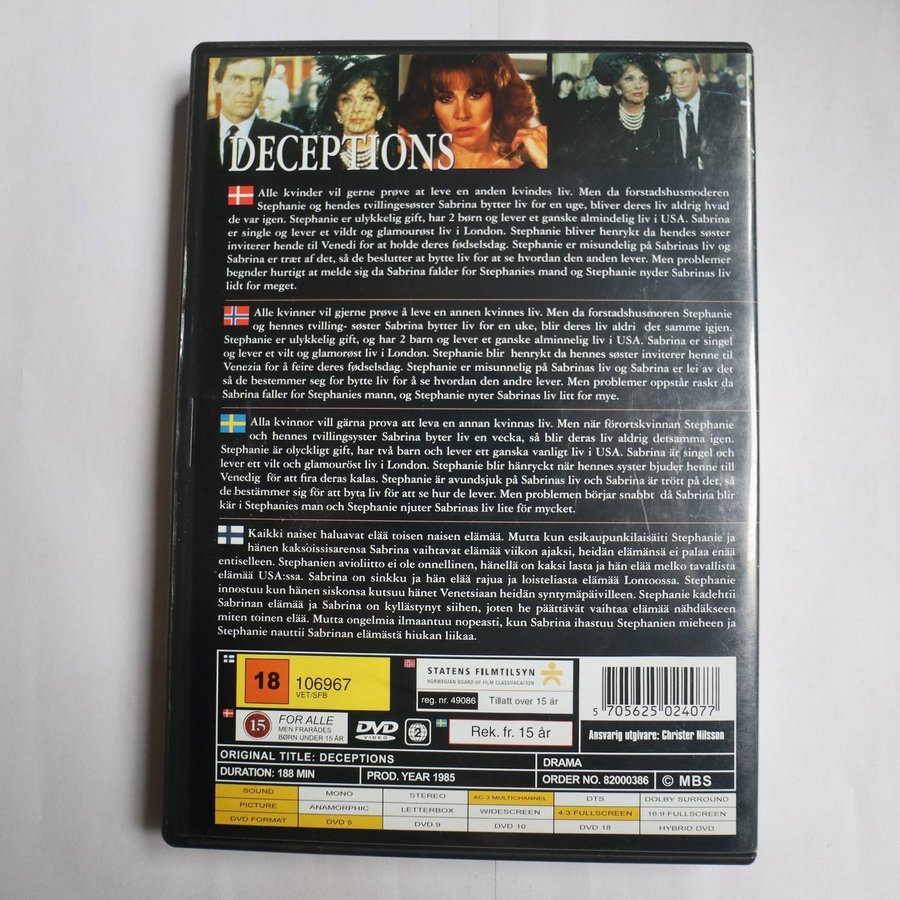 DECEPTIONS
Alle kvinder vil gerne prøve at leve en anden kvindes liv. Men da forstadshusmoderen
Stephanie og hendes tvillingesøster Sabrina bytter liv for en uge, bliver deres liv aldrig hvad
de var igen. Stephanie er ulykkelig gift, har 2 børn og lever et ganske almindelig liv i USA. Sabrina
er single og lever et vildt og glamourøst liv i London. Stephanie bliver henrykt da hendes søster
inviterer hende til Venedi for at holde deres fødselsdag. Stephanie er misundelig på Sabrinas liv og
Sabrina er træt af det, så de beslutter at bytte liv for at se hvordan den anden lever. Men problemer
begnder hurtigt at melde sig da Sabrina falder for Stephanies mand og Stephanie nyder Sabrinas liv
lidt for meget.
Alle kvinner vil gjerne prøve å leve en annen kvinnes liv. Men da forstadshusmoren Stephanie
og hennes tvilling- søster Sabrina bytter liv for en uke, blir deres liv aldri det samme igjen.
Stephanie er ulykkelig gift, og har 2 barn og lever et ganske alminnelig liv i USA. Sabrina er singel
og lever et vilt og glamorøst liv i London. Stephanie blir henrykt da hennes søster inviterer henne til
Venezia for å feire deres fødselsdag. Stephanie er misunnelig på Sabrinas liv og Sabrina er lei av det
så de bestemmer seg for bytte liv for å se hvordan den andre lever. Men problemer oppstår raskt da
Sabrina faller for Stephanies mann, og Stephanie nyter Sabrinas liv litt for mye.
Alla kvinnor vill gärna prova att leva en annan kvinnas liv. Men när förortskvinnan Stephanie
och hennes tvillingsyster Sabrina byter liv en vecka, så blir deras liv aldrig detsamma igen.
Stephanie är olyckligt gift, har två barn och lever ett ganska vanligt liv i USA. Sabrina är singel och
lever ett vilt och glamouröst liv i London. Stephanie blir hänryckt när hennes syster bjuder henne till
Venedig för att fira deras kalas. Stephanie är avundsjuk på Sabrinas liv och Sabrina är trött på det, så
de bestämmer sig för att byta liv för att se hur de lever. Men problemen börjar snabbt då Sabrina blir
kär i Stephanies man och Stephanie njuter Sabrinas liv lite för mycket.
Kaikki naiset haluavat elää toisen naisen elämää. Mutta kun esikaupunkilaisäiti Stephanie ja
hänen kaksoissisarensa Sabrina vaihtavat elämää viikon ajaksi, heidän elämänsä ei palaa enää
entiselleen. Stephanien avioliitto ei ole onnellinen, hänellä on kaksi lasta ja hän elää melko tavallista
elämää USA:ssa. Sabrina on sinkku ja hän elää rajua ja loisteliasta elämää Lontoossa. Stephanie
innostuu kun hänen siskonsa kutsuu hänet Venetsiaan heidän syntymäpäivilleen. Stephanie kadehtii
Sabrinan elämää ja Sabrina on kyllästynyt siihen, joten he päättävät vaihtaa elämää nähdäkseen
miten toinen elää. Mutta ongelmia ilmaantuu nopeasti, kun Sabrina ihastuu Stephanien mieheen ja
Stephanie nauttii Sabrinan elämästä hiukan liikaa.
18 106967
VET/SFB
STATENS FILMTILSYN
NORWEGIAN BOARD OF FILM CLASSIFICATION
reg. nr. 49086 Tillatt over 15 år
15 FOR ALLE
MEN FRARÅDES
BØRN UNDER 15 ÅR
DVD
VIDEO
2
Rek. fr. 15 år
5 705625 024077
Ansvarig utgivare: Christer Nilsson
ORIGINAL TITLE: DECEPTIONS DRAMA
DURATION: 188 MIN PROD. YEAR 1985 ORDER NO. 82000386 © MBS
SOUND MONO STEREO AC-3 MULTICHANNEL DTS DOLBY SURROUND
PICTURE ANAMORPHIC LETTERBOX WIDESCREEN 4:3 FULLSCREEN 16:9 FULLSCREEN
DVD FORMAT DVD 5 DVD 9 DVD 10 DVD 18 HYBRID DVD